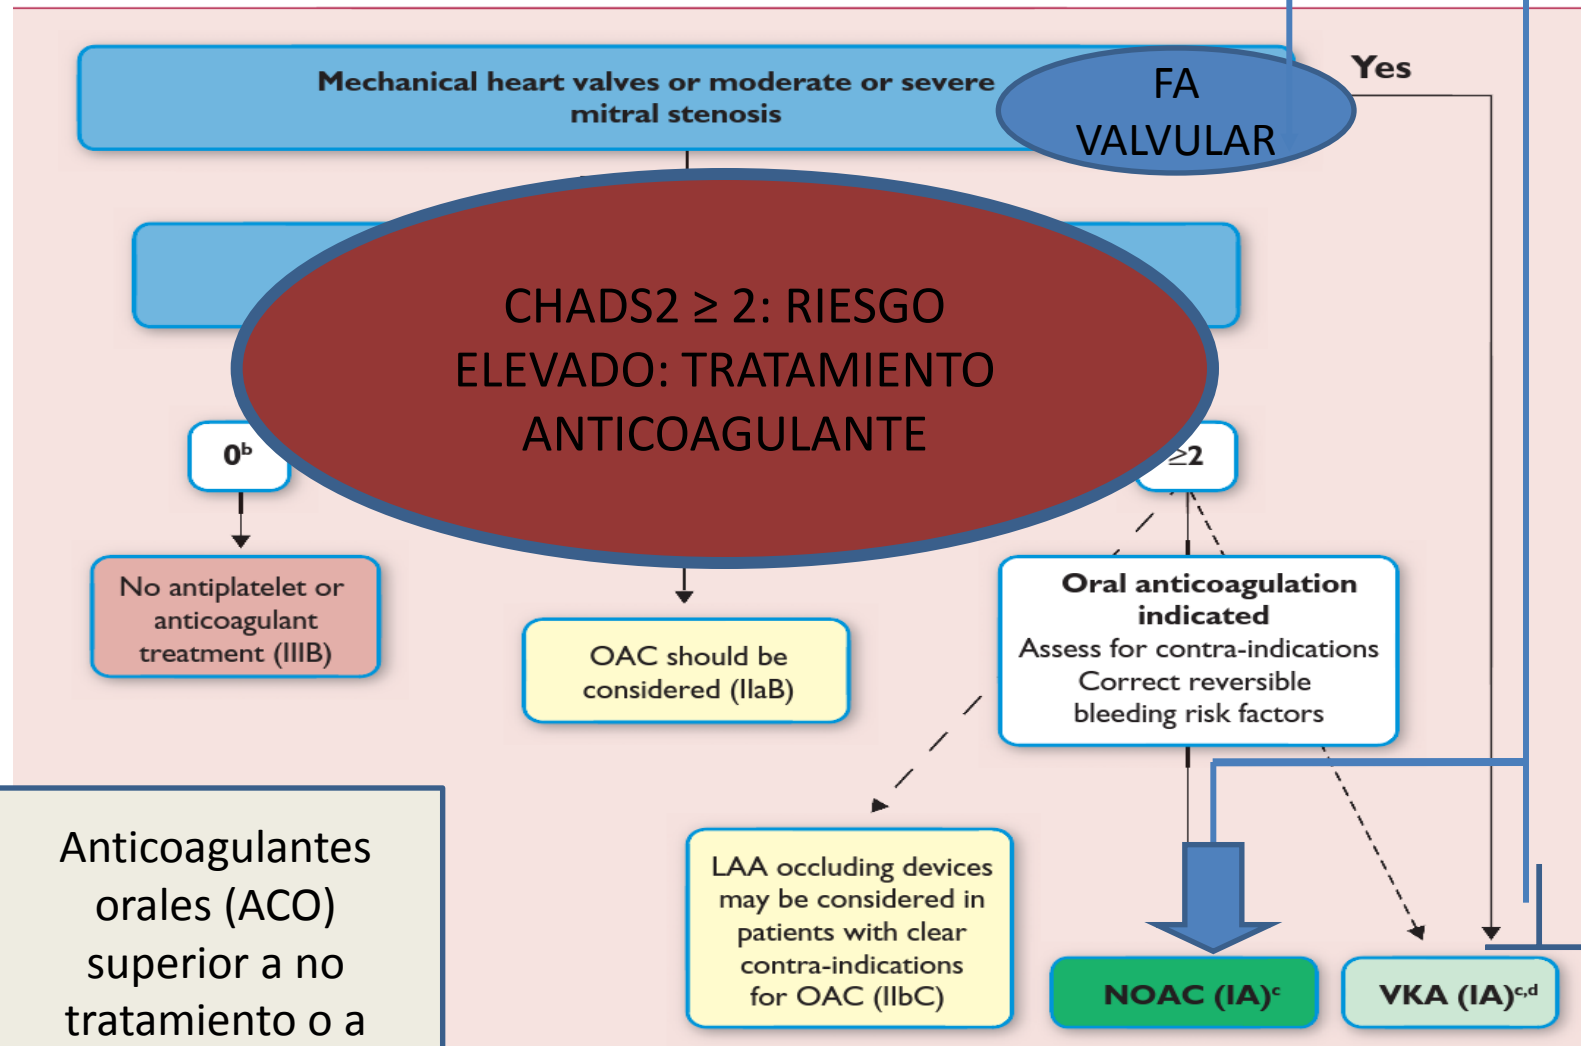 Mechanical heart valves or moderate or severe
mitral stenosis
FA
VALVULAR
Yes
CHADS2 ≥ 2: RIESGO
ELEVADO: TRATAMIENTO
ANTICOAGULANTE
0ᵇ
≥2
No antiplatelet or
anticoagulant
treatment (IIIB)
OAC should be
considered (IIaB)
Oral anticoagulation
indicated
Assess for contra-indications
Correct reversible
bleeding risk factors
Anticoagulantes
orales (ACO)
superior a no
tratamiento o a
LAA occluding devices
may be considered in
patients with clear
contra-indications
for OAC (IIbC)
NOAC (IA)ᶜ
VKA (IA)ᶜ,ᵈ